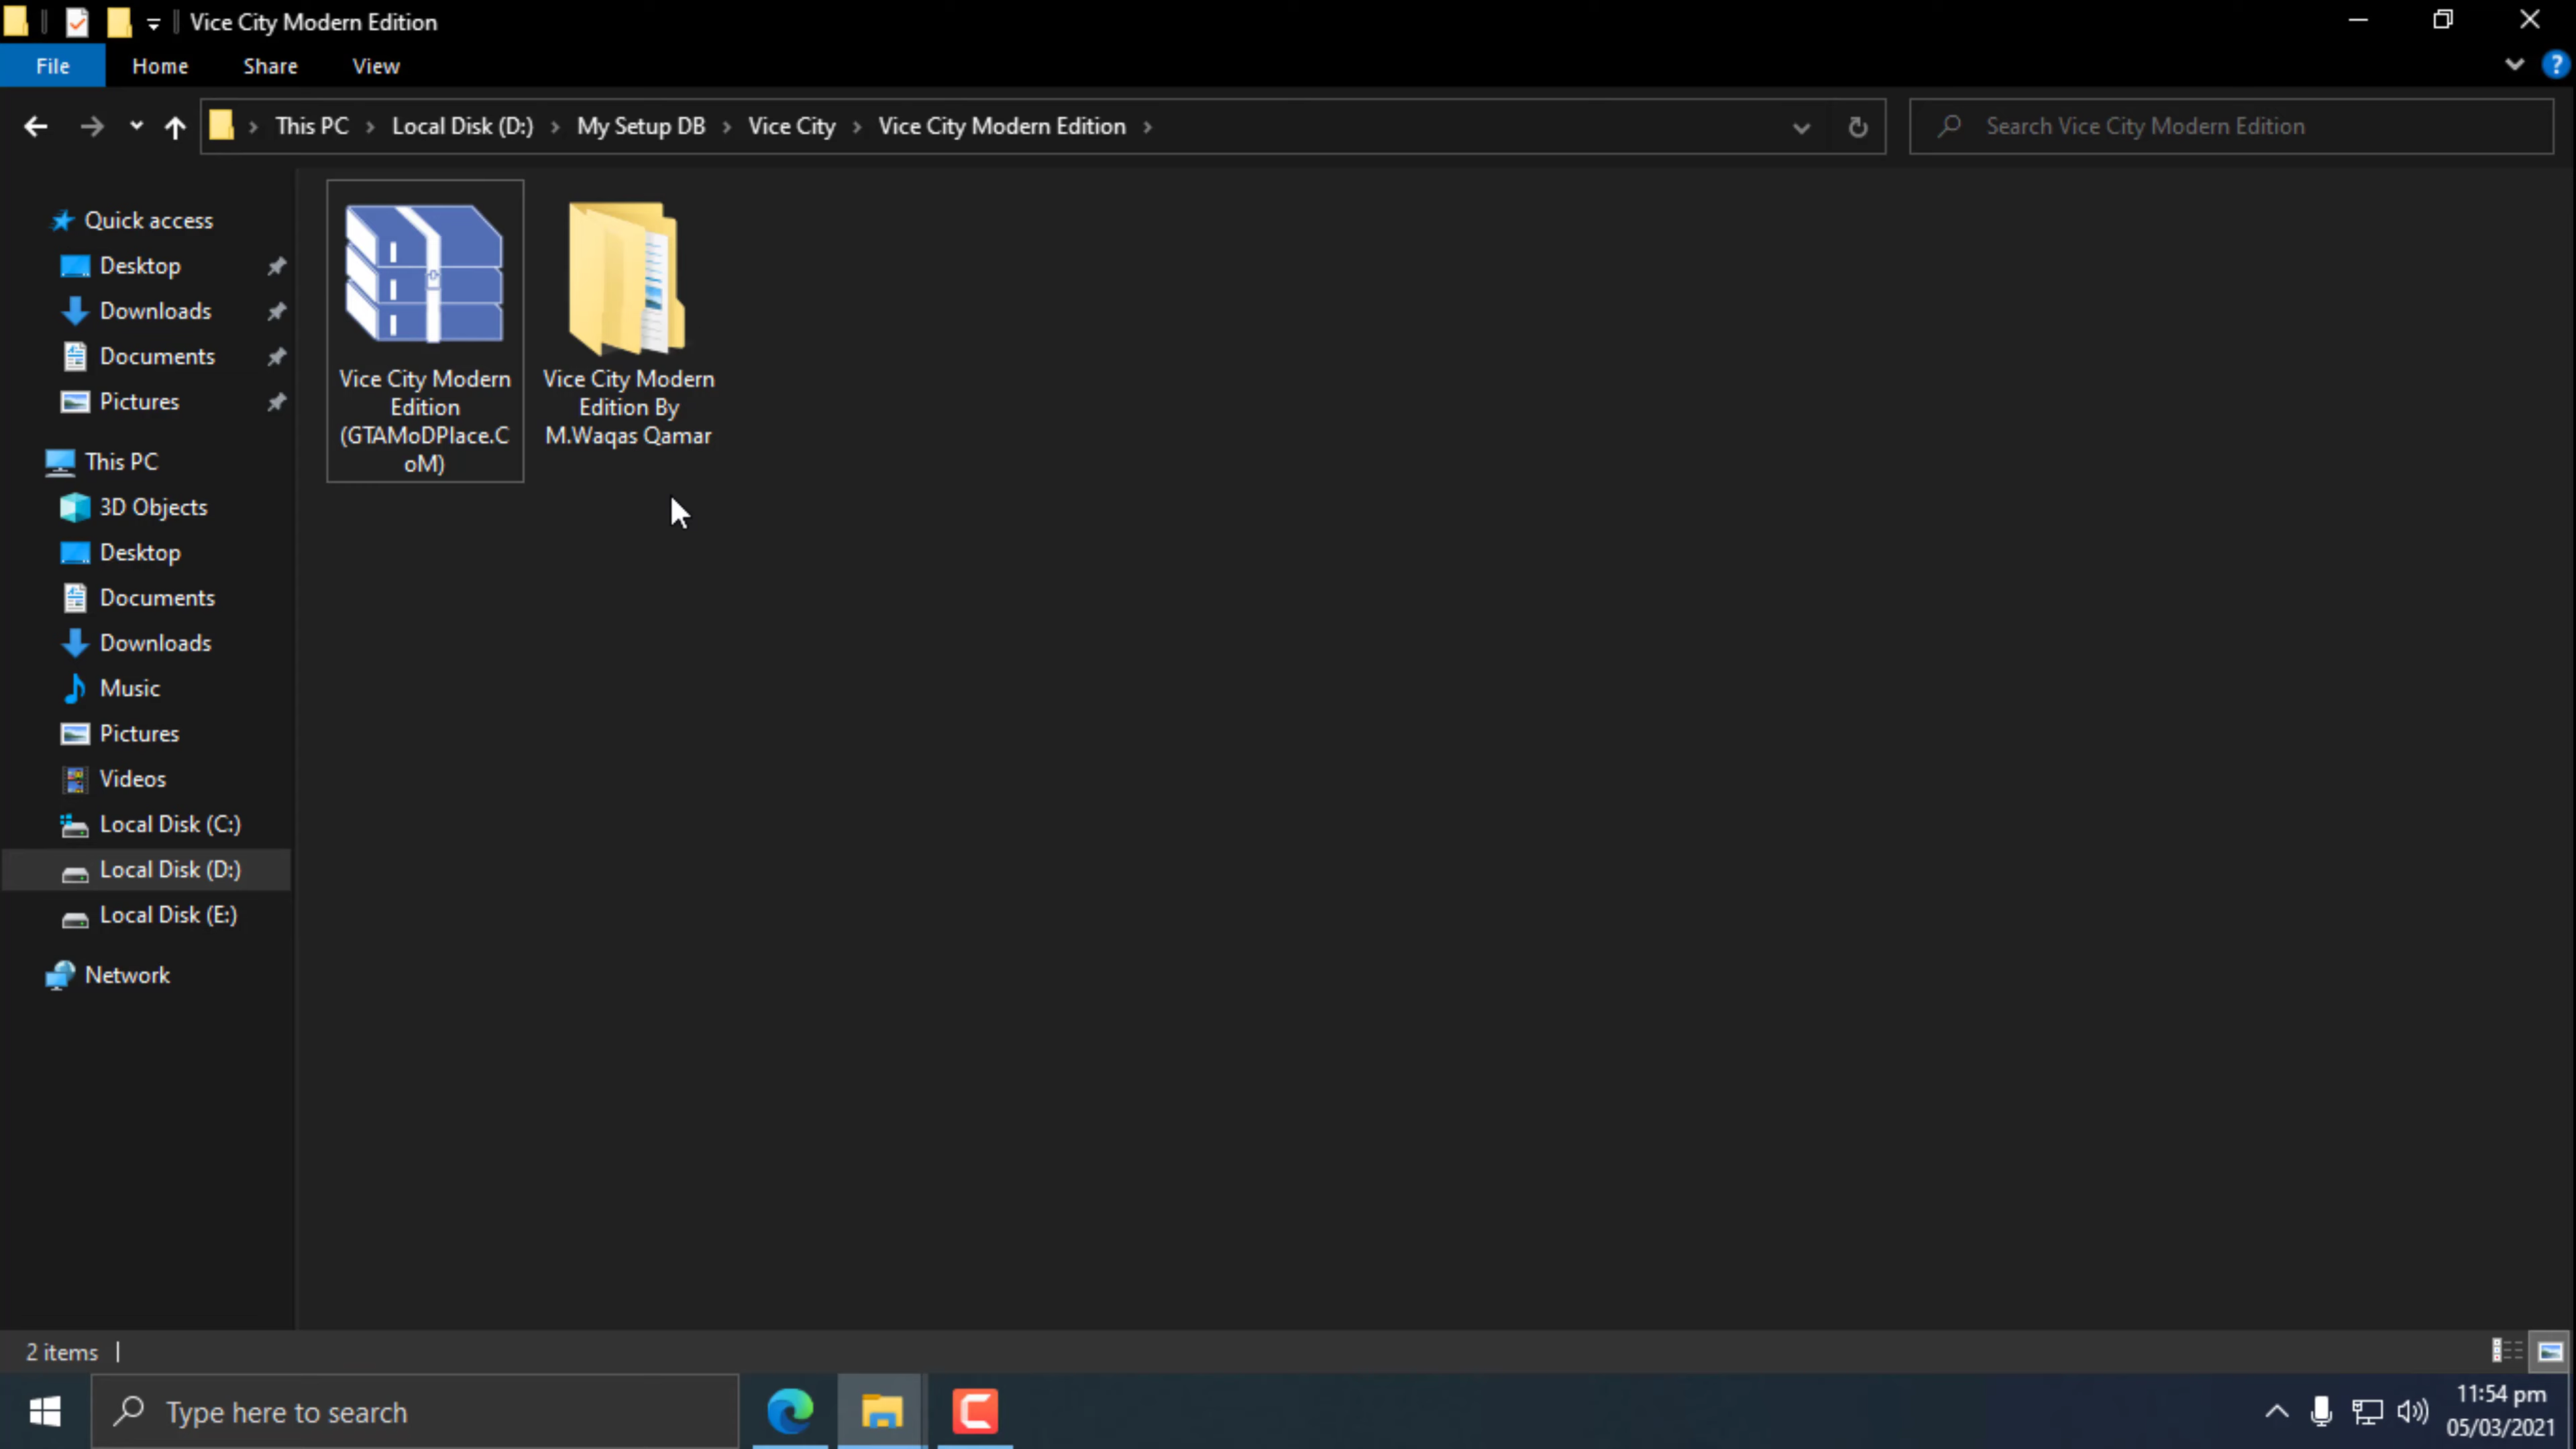 Vice City Modern Edition
File Home Share View
This PC Local Disk (D:) My Setup DB Vice City Vice City Modern Edition
Search Vice City Modern Edition
Quick access
Desktop
Downloads
Documents
Pictures
This PC
3D Objects
Desktop
Documents
Downloads
Music
Pictures
Videos
Local Disk (C:)
Local Disk (D:)
Local Disk (E:)
Network
Vice City Modern
Edition
(GTAMoDPlace.C
oM)
Vice City Modern
Edition By
M.Waqas Qamar
2 items
Type here to search
11:54 pm
05/03/2021